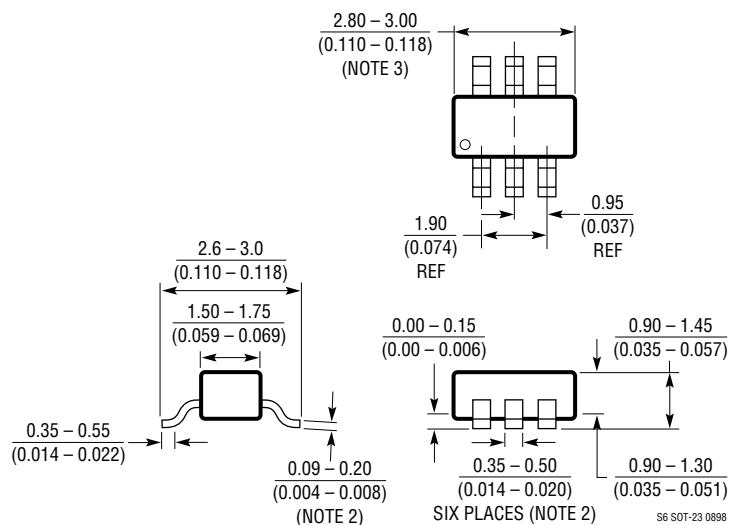 2.80 – 3.00
(0.110 – 0.118)
(NOTE 3)
1.90
(0.074)
REF
0.95
(0.037)
REF
2.6 – 3.0
(0.110 – 0.118)
1.50 – 1.75
(0.059 – 0.069)
0.35 – 0.55
(0.014 – 0.022)
0.09 – 0.20
(0.004 – 0.008)
(NOTE 2)
0.00 – 0.15
(0.00 – 0.006)
0.90 – 1.45
(0.035 – 0.057)
0.35 – 0.50
(0.014 – 0.020)
SIX PLACES (NOTE 2)
0.90 – 1.30
(0.035 – 0.051)
S6 SOT-23 0898